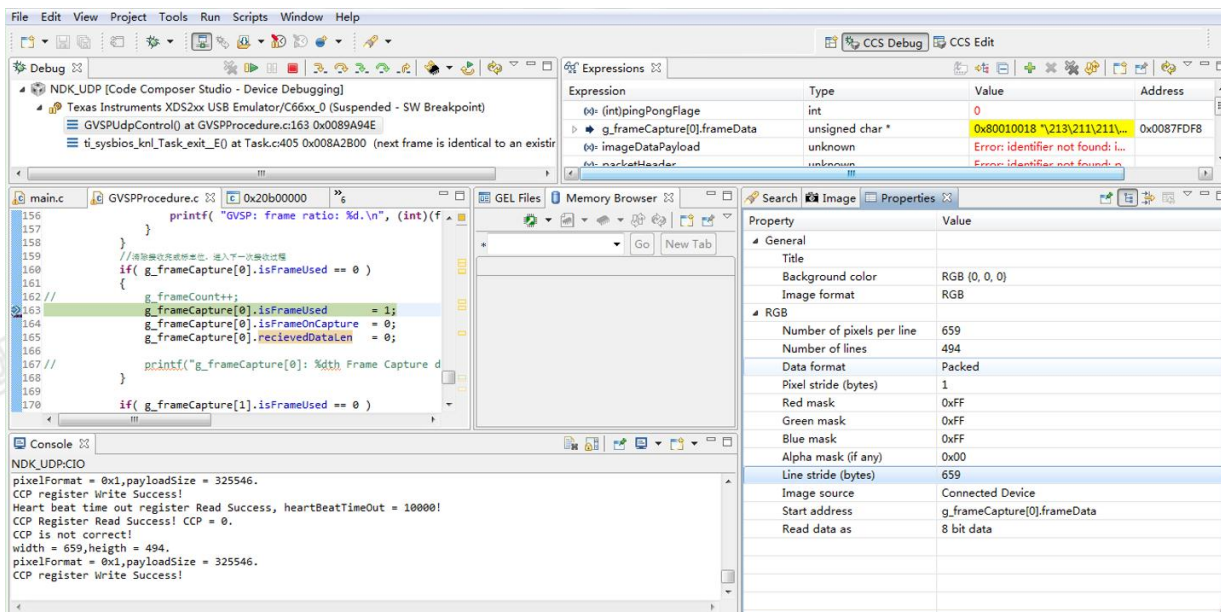 File Edit View Project Tools Run Scripts Window Help
CCS Debug CCS Edit
Debug
NDK_UDP [Code Composer Studio - Device Debugging]
Texas Instruments XDS2xx USB Emulator/C66xx_0 (Suspended - SW Breakpoint)
GVSPUdpControl() at GVSPProcedure.c:163 0x0089A94E
ti_sysbios_knl_Task_exit__E() at Task.c:405 0x008A2B00 (next frame is identical to an existir
Expressions
Expression Type Value Address
(x)= (int)pingPongFlage int 0
g_frameCapture[0].frameData unsigned char * 0x80010018 "\213\211\211\... 0x0087FDF8
(x)= imageDataPayload unknown Error: identifier not found: i...
(x)= packetHeader unknown Error: identifier not found: p
main.c GVSPProcedure.c 0x20b00000 »6
156 printf( "GVSP: frame ratio: %d.\n", (int)(f
157 }
158 }
159 //清除接收完成标志位，进入下一次接收过程
160 if( g_frameCapture[0].isFrameUsed == 0 )
161 {
162 // g_frameCount++;
163 g_frameCapture[0].isFrameUsed = 1;
164 g_frameCapture[0].isFrameOnCapture = 0;
165 g_frameCapture[0].recievedDataLen = 0;
166
167 // printf("g_frameCapture[0]: %dth Frame Capture d
168 }
169
170 if( g_frameCapture[1].isFrameUsed == 0 )
GEL Files Memory Browser
* Go New Tab
Search Image Properties
Property Value
General
Title
Background color RGB {0, 0, 0}
Image format RGB
RGB
Number of pixels per line 659
Number of lines 494
Data format Packed
Pixel stride (bytes) 1
Red mask 0xFF
Green mask 0xFF
Blue mask 0xFF
Alpha mask (if any) 0x00
Line stride (bytes) 659
Image source Connected Device
Start address g_frameCapture[0].frameData
Read data as 8 bit data
Console
NDK_UDP:CIO
pixelFormat = 0x1,payloadSize = 325546.
CCP register Write Success!
Heart beat time out register Read Success, heartBeatTimeOut = 10000!
CCP Register Read Success! CCP = 0.
CCP is not correct!
width = 659,heigth = 494.
pixelFormat = 0x1,payloadSize = 325546.
CCP register Write Success!